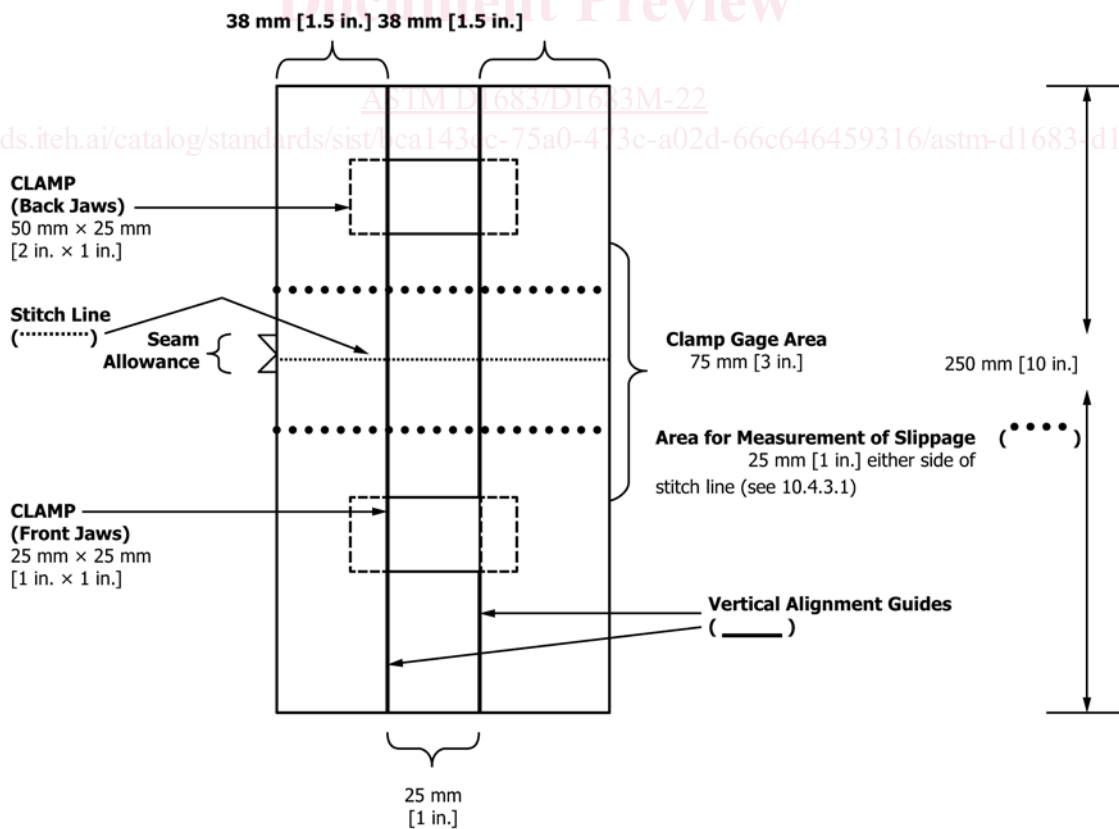 Document Preview
38 mm [1.5 in.] 38 mm [1.5 in.]
ASTM D1683/D1683M-22
ds.iteh.ai/catalog/standards/sist/bca143ec-75a0-473c-a02d-66c646459316/astm-d1683-d1
CLAMP
(Back Jaws)
50 mm × 25 mm
[2 in. × 1 in.]
Stitch Line
(............)
Seam
Allowance
Clamp Gage Area
75 mm [3 in.]
250 mm [10 in.]
Area for Measurement of Slippage (• • • •)
25 mm [1 in.] either side of
stitch line (see 10.4.3.1)
CLAMP
(Front Jaws)
25 mm × 25 mm
[1 in. × 1 in.]
Vertical Alignment Guides
( _____ )
25 mm
[1 in.]